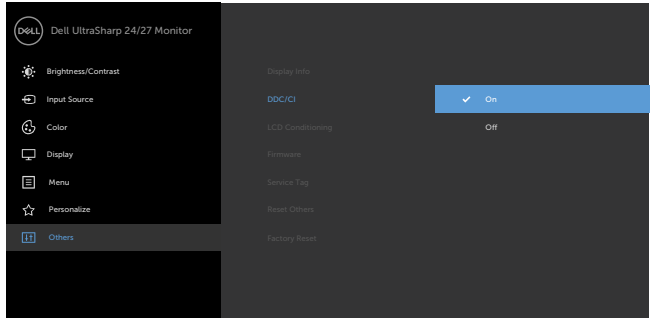 DELL Dell UltraSharp 24/27 Monitor
Brightness/Contrast
Input Source
Color
Display
Menu
Personalize
Others
Display Info
DDC/CI
LCD Conditioning
Firmware
Service Tag
Reset Others
Factory Reset
On
Off